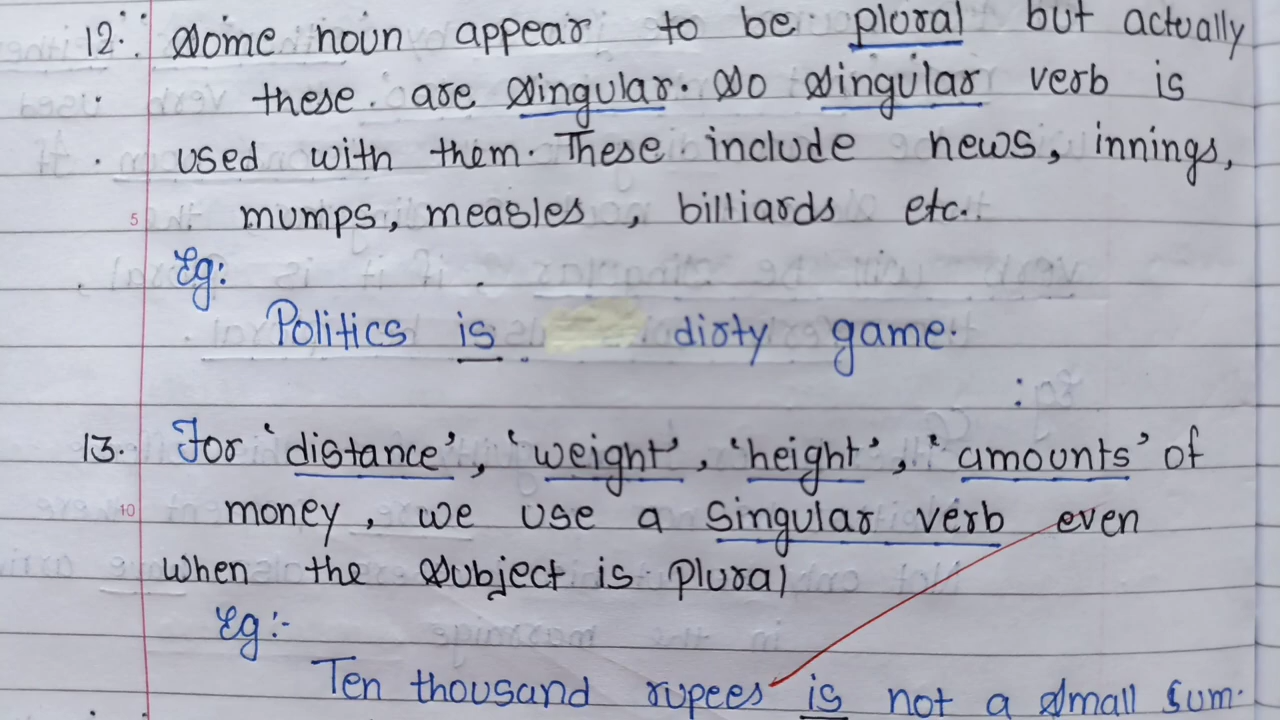 12. Some noun appear to be plural but actually
these are singular. So singular verb is
used with them. These include news, innings,
5 mumps, measles, billiards etc.
Eg:
Politics is dirty game.
13. For 'distance', 'weight', 'height', 'amounts' of
10 money, we use a singular verb even
when the subject is plural
Eg:-
Ten thousand rupees is not a small sum.